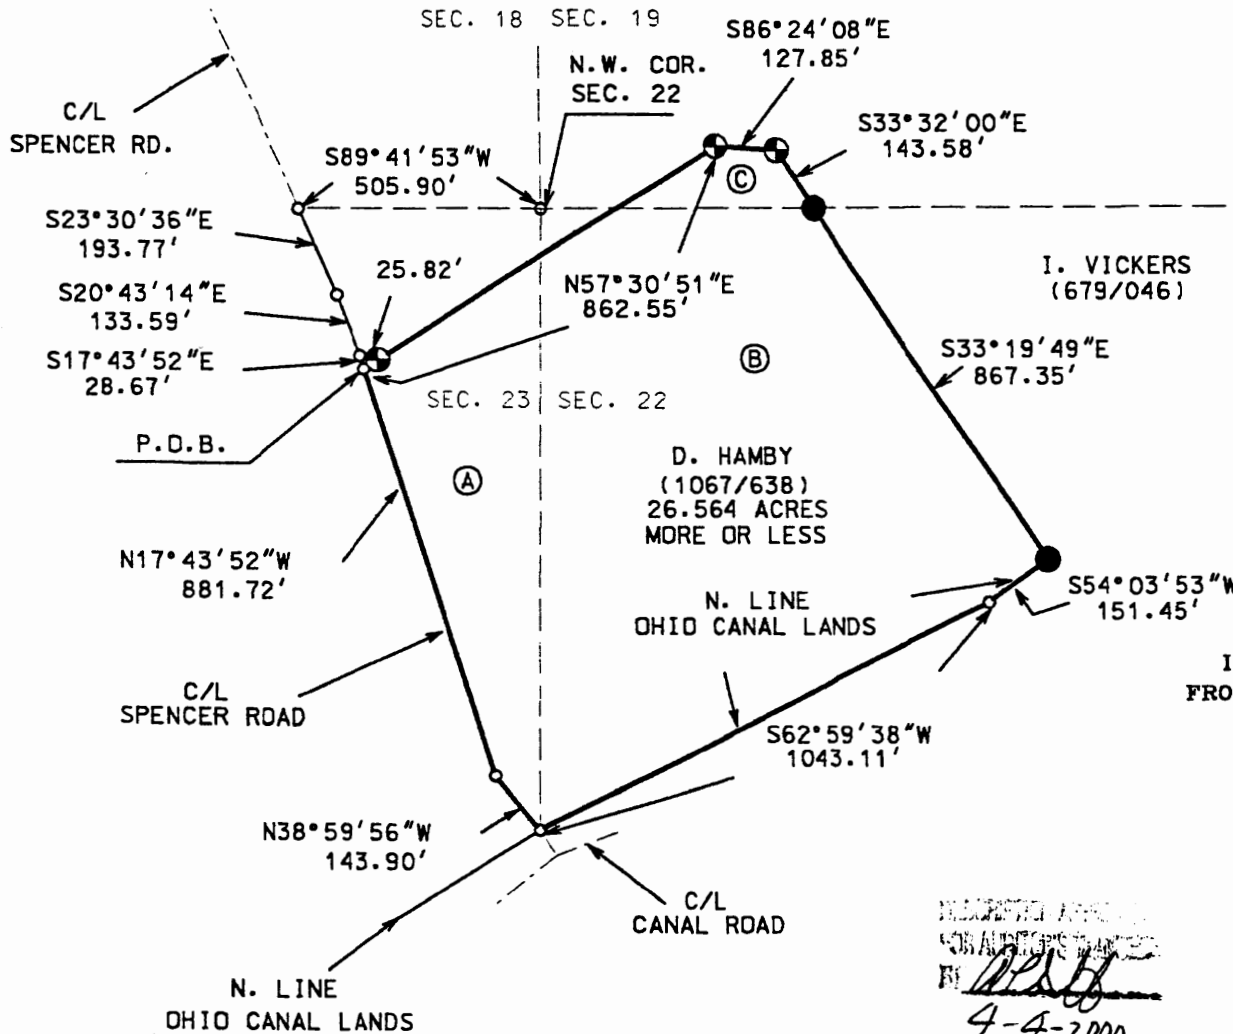 SEC. 18 SEC. 19
S86°24'08"E
127.85'
N.W. COR.
SEC. 22
C/L
SPENCER RD.
S33°32'00"E
143.58'
S89°41'53"W
505.90'
C
S23°30'36"E
193.77'
25.82'
I. VICKERS
(679/046)
N57°30'51"E
862.55'
S20°43'14"E
133.59'
S17°43'52"E
28.67'
B
S33°19'49"E
867.35'
SEC. 23 SEC. 22
P.O.B.
A
D. HAMBY
(1067/638)
26.564 ACRES
MORE OR LESS
N17°43'52"W
881.72'
N. LINE
OHIO CANAL LANDS
S54°03'53"W
151.45'
C/L
SPENCER ROAD
S62°59'38"W
1043.11'
N38°59'56"W
143.90'
C/L
CANAL ROAD
N. LINE
OHIO CANAL LANDS
4-4-2000